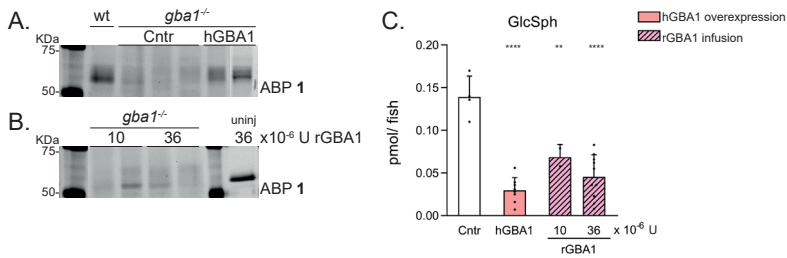 A.
wt gba1-/-
Cntr hGBA1
KDa
75-
50-
ABP 1
B.
gba1-/- uninj
10 36 36 x10-6 U rGBA1
KDa
75-
50-
ABP 1
C.
GlcSph
hGBA1 overexpression
rGBA1 infusion
**** ** ****
pmol/ fish
0.20
0.15
0.10
0.05
0.00
Cntr hGBA1 10 36 x 10-6 U
rGBA1